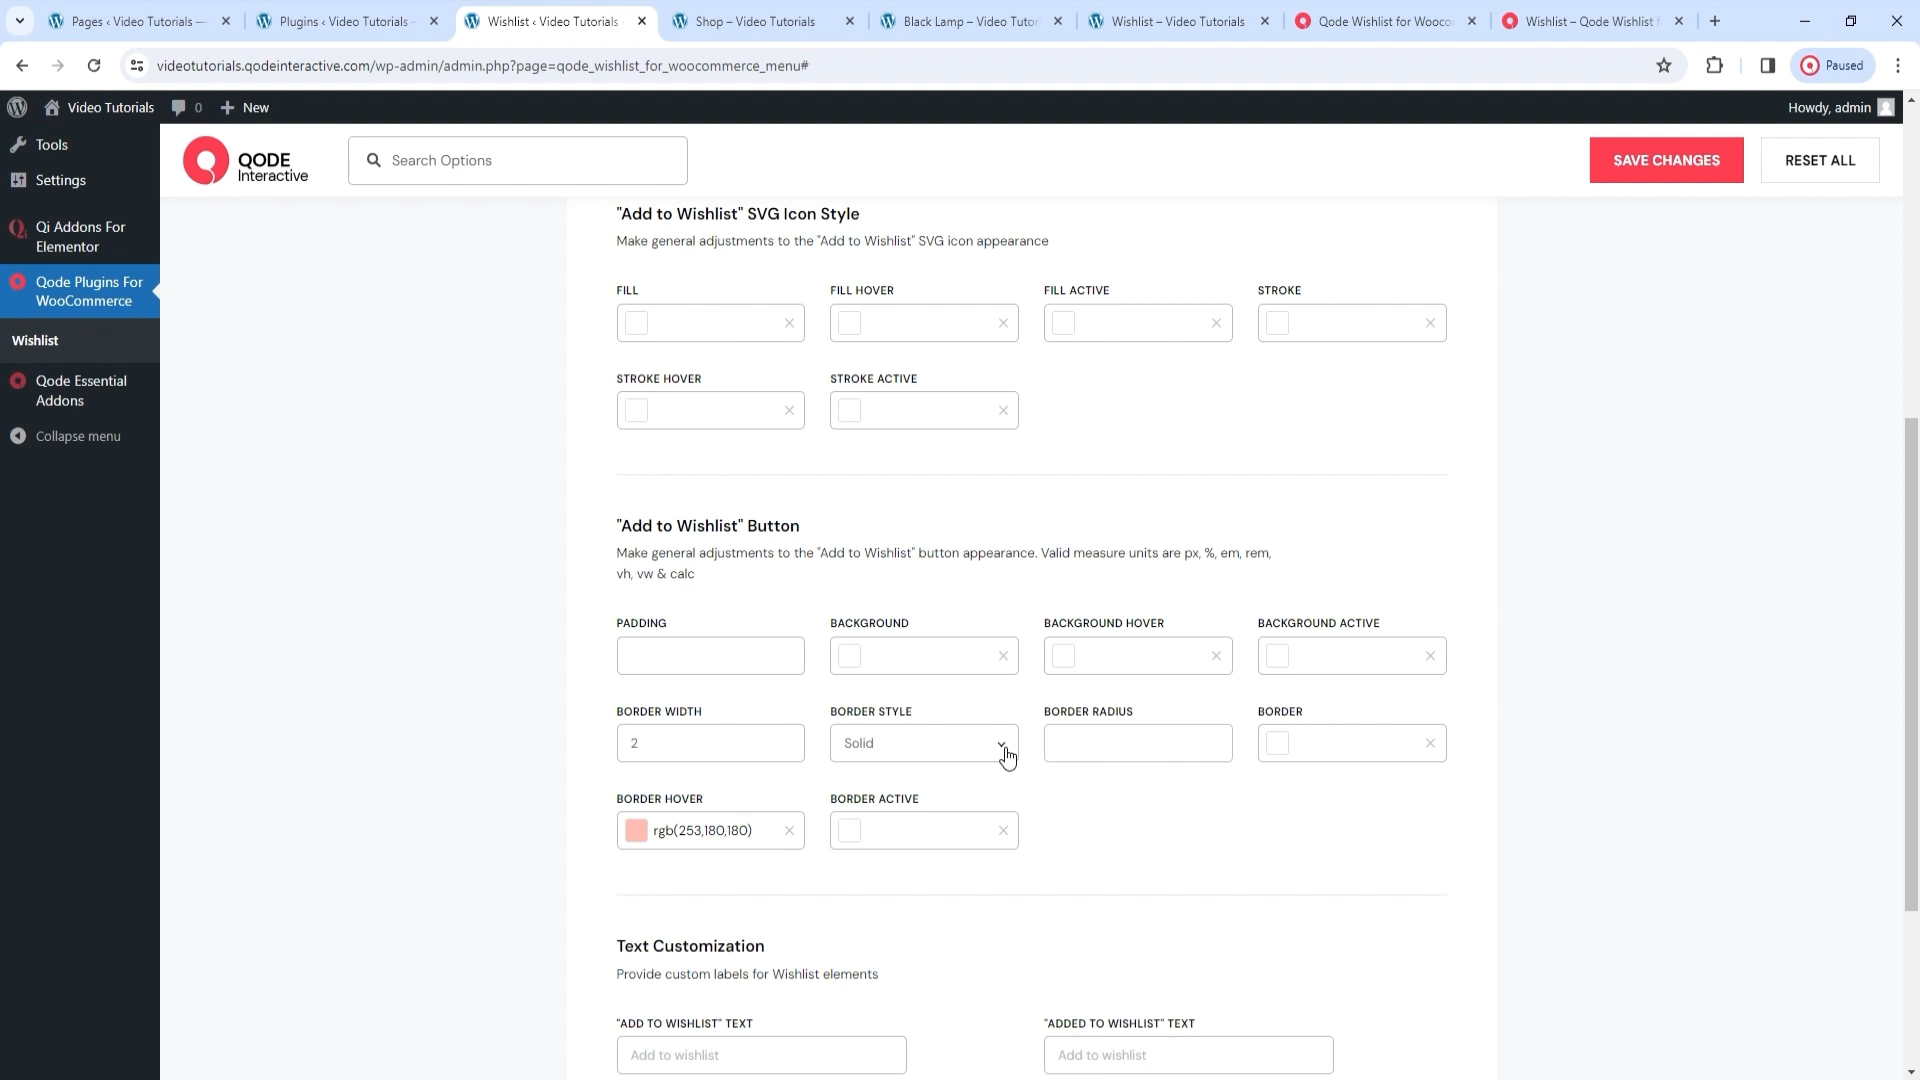 Pages ‹ Video Tutorials —
Plugins ‹ Video Tutorials -
Wishlist ‹ Video Tutorials
Shop – Video Tutorials
Black Lamp – Video Tutor
Wishlist – Video Tutorials
Qode Wishlist for Wooco
Wishlist – Qode Wishlist f
videotutorials.qodeinteractive.com/wp-admin/admin.php?page=qode_wishlist_for_woocommerce_menu#
Paused
Video Tutorials
0
New
Howdy, admin
Tools
Settings
Qi Addons For
Elementor
Qode Plugins For
WooCommerce
Wishlist
Qode Essential
Addons
Collapse menu
QODE
Interactive
Search Options
SAVE CHANGES
RESET ALL
"Add to Wishlist" SVG Icon Style
Make general adjustments to the "Add to Wishlist" SVG icon appearance
FILL
FILL HOVER
FILL ACTIVE
STROKE
STROKE HOVER
STROKE ACTIVE
"Add to Wishlist" Button
Make general adjustments to the "Add to Wishlist" button appearance. Valid measure units are px, %, em, rem,
vh, vw & calc
PADDING
BACKGROUND
BACKGROUND HOVER
BACKGROUND ACTIVE
BORDER WIDTH
BORDER STYLE
BORDER RADIUS
BORDER
2
Solid
BORDER HOVER
BORDER ACTIVE
rgb(253,180,180)
Text Customization
Provide custom labels for Wishlist elements
"ADD TO WISHLIST" TEXT
"ADDED TO WISHLIST" TEXT
Add to wishlist
Add to wishlist